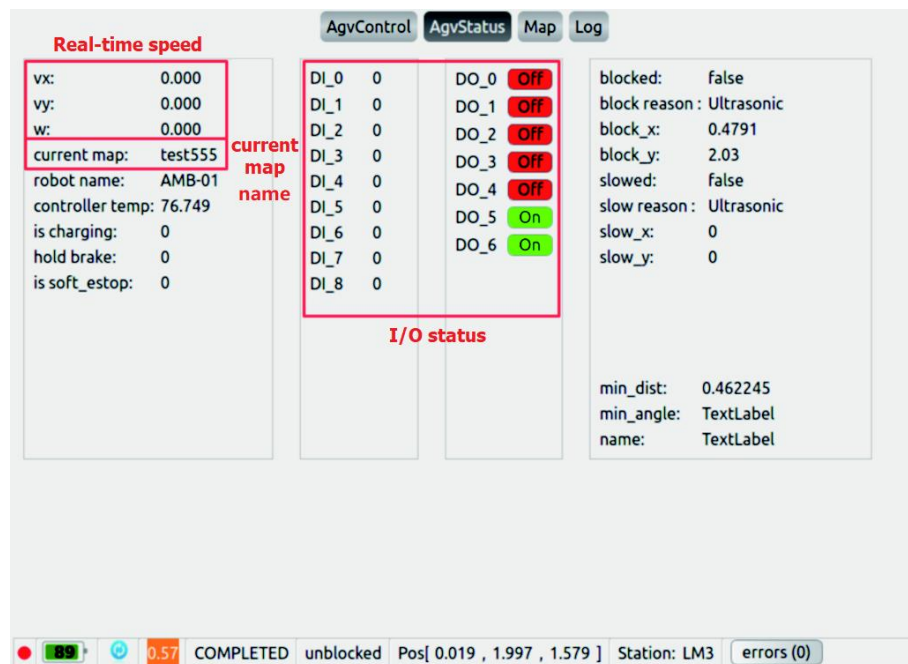 AgvControl AgvStatus Map Log
Real-time speed
vx: 0.000
vy: 0.000
w: 0.000
current map: test555
robot name: AMB-01
controller temp: 76.749
is charging: 0
hold brake: 0
is soft_estop: 0
current
map
name
DI_0 0
DI_1 0
DI_2 0
DI_3 0
DI_4 0
DI_5 0
DI_6 0
DI_7 0
DI_8 0
DO_0 Off
DO_1 Off
DO_2 Off
DO_3 Off
DO_4 Off
DO_5 On
DO_6 On
I/O status
blocked: false
block reason : Ultrasonic
block_x: 0.4791
block_y: 2.03
slowed: false
slow reason : Ultrasonic
slow_x: 0
slow_y: 0
min_dist: 0.462245
min_angle: TextLabel
name: TextLabel
89 0.57 COMPLETED unblocked Pos[ 0.019 , 1.997 , 1.579 ] Station: LM3 errors (0)